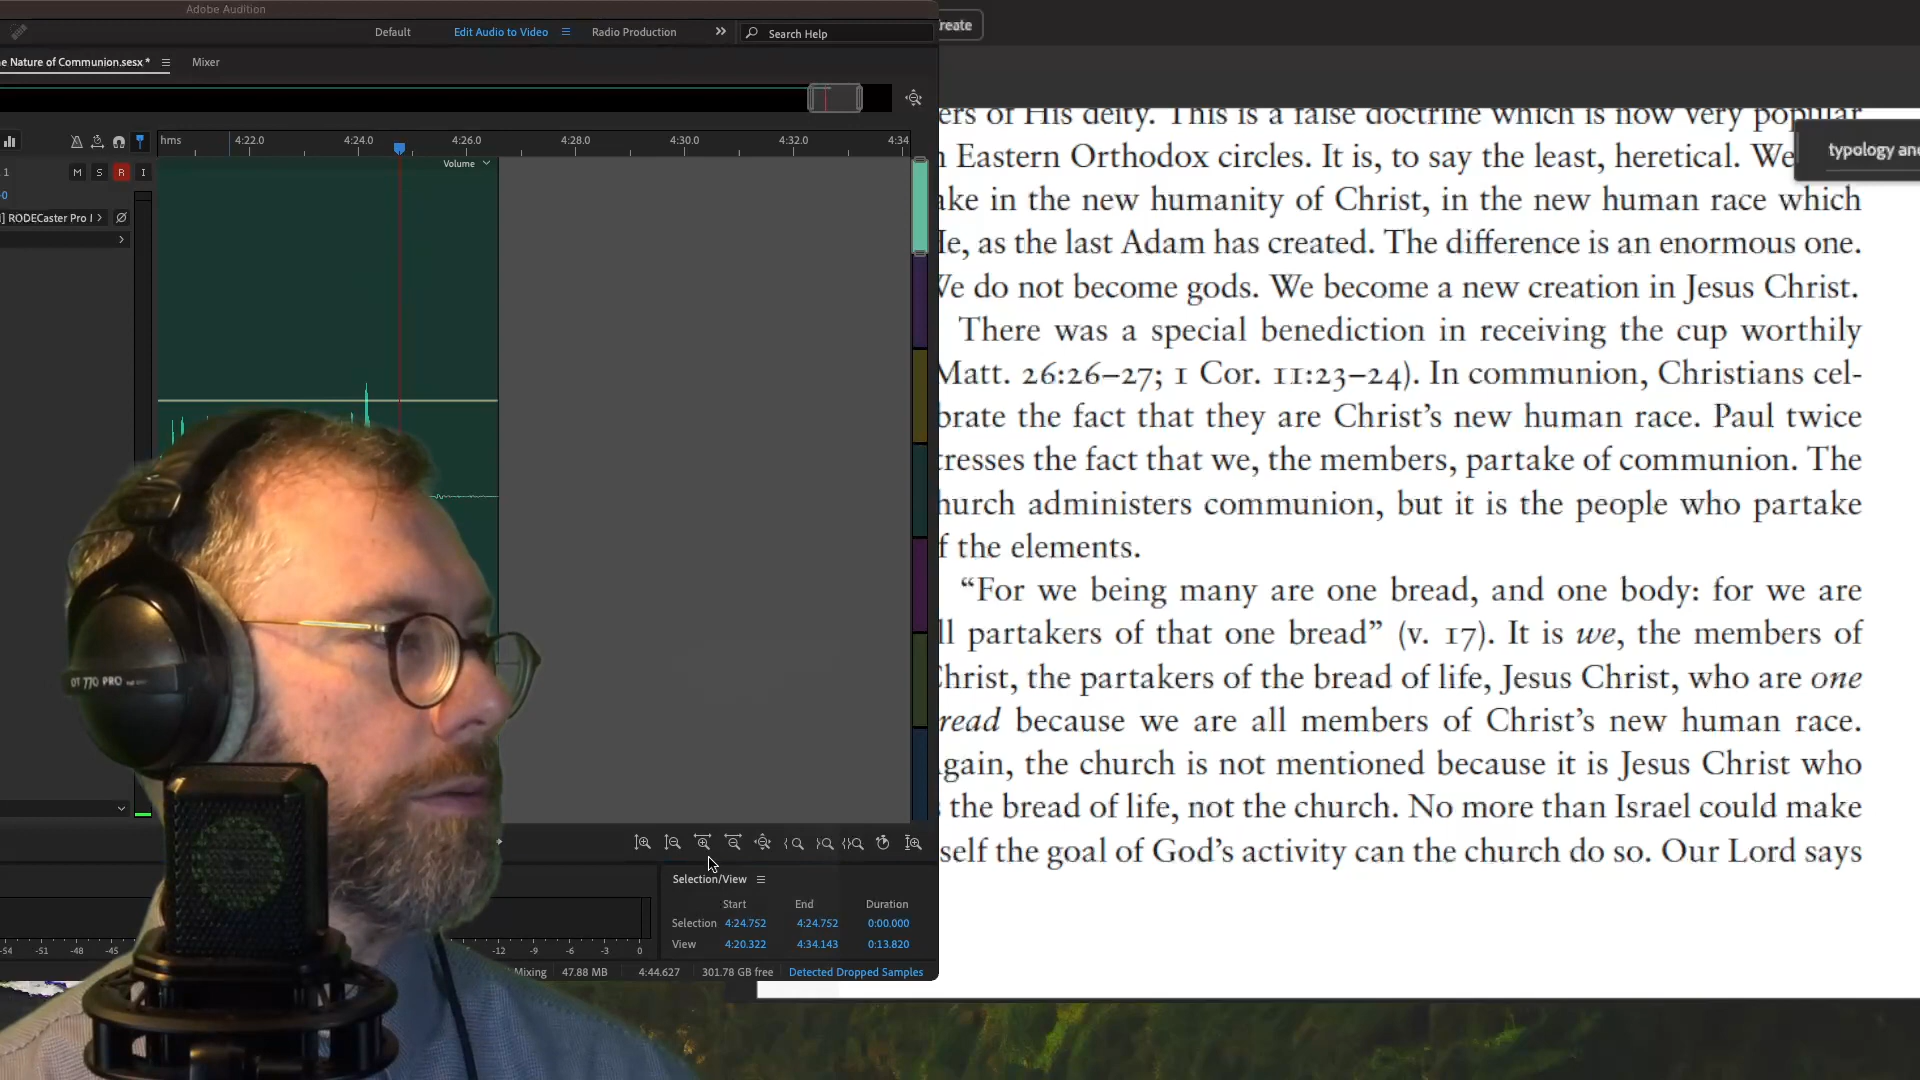 Adobe Audition
Default
Edit Audio to Video
Radio Production
Search Help
reate
e Nature of Communion.sesx *
Mixer
hms
4:22.0
4:24.0
4:26.0
4:28.0
4:30.0
4:32.0
4:34
Volume
. 1
M
S
R
I
] RODECaster Pro I
ers of His deity. This is a false doctrine which is now very popular
n Eastern Orthodox circles. It is, to say the least, heretical. We
typology and
ake in the new humanity of Christ, in the new human race which
He, as the last Adam has created. The difference is an enormous one.
We do not become gods. We become a new creation in Jesus Christ.
There was a special benediction in receiving the cup worthily
Matt. 26:26–27; 1 Cor. 11:23–24). In communion, Christians cel-
brate the fact that they are Christ's new human race. Paul twice
tresses the fact that we, the members, partake of communion. The
hurch administers communion, but it is the people who partake
f the elements.
“For we being many are one bread, and one body: for we are
ll partakers of that one bread” (v. 17). It is we, the members of
Christ, the partakers of the bread of life, Jesus Christ, who are one
read because we are all members of Christ's new human race.
gain, the church is not mentioned because it is Jesus Christ who
s the bread of life, not the church. No more than Israel could make
self the goal of God's activity can the church do so. Our Lord says
DT 770 PRO
Selection/View
Start
End
Duration
Selection
4:24.752
4:24.752
0:00.000
View
4:20.322
4:34.143
0:13.820
-54
-51
-48
-45
-12
-9
-6
-3
0
Mixing
47.88 MB
4:44.627
301.78 GB free
Detected Dropped Samples